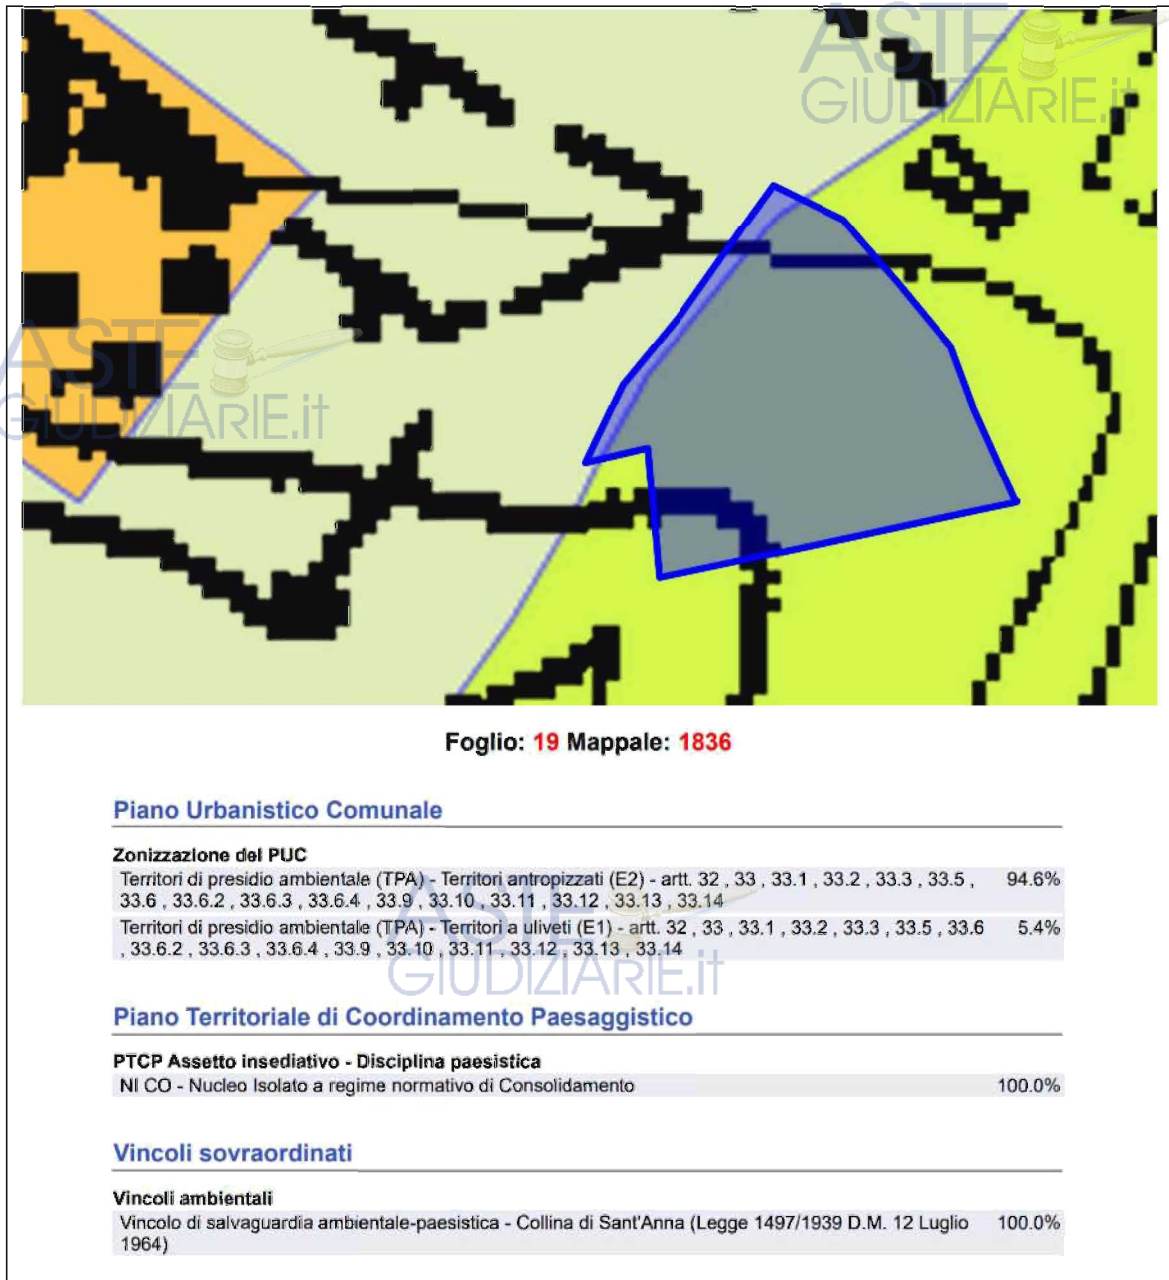 ASTE
GIUDIZIARIE.it
ASTE
GIUDIZIARIE.it
Foglio: 19 Mappale: 1836
Piano Urbanistico Comunale
Zonizzazione del PUC
Territori di presidio ambientale (TPA) - Territori antropizzati (E2) - artt. 32 , 33 , 33.1 , 33.2 , 33.3 , 33.5 , 94.6%
33.6 , 33.6.2 , 33.6.3 , 33.6.4 , 33.9 , 33.10 , 33.11 , 33.12 , 33.13 , 33.14
Territori di presidio ambientale (TPA) - Territori a uliveti (E1) - artt. 32 , 33 , 33.1 , 33.2 , 33.3 , 33.5 , 33.6 5.4%
, 33.6.2 , 33.6.3 , 33.6.4 , 33.9 , 33.10 , 33.11 , 33.12 , 33.13 , 33.14
ASTE
GIUDIZIARIE.it
Piano Territoriale di Coordinamento Paesaggistico
PTCP Assetto insediativo - Disciplina paesistica
NI CO - Nucleo Isolato a regime normativo di Consolidamento 100.0%
Vincoli sovraordinati
Vincoli ambientali
Vincolo di salvaguardia ambientale-paesistica - Collina di Sant'Anna (Legge 1497/1939 D.M. 12 Luglio 100.0%
1964)